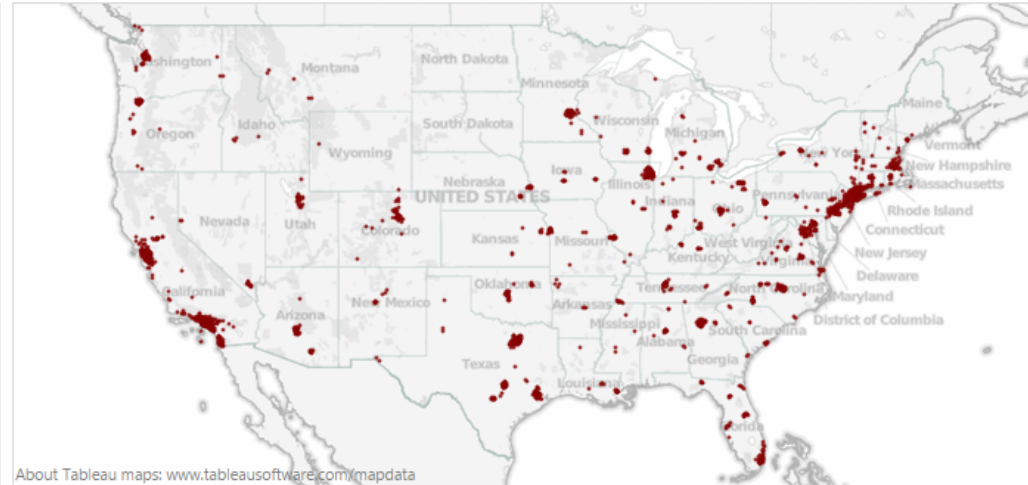 Washington
Montana
North Dakota
Minnesota
Maine
Oregon
Idaho
South Dakota
Wisconsin
Michigan
New York
Vermont
New Hampshire
Massachusetts
Wyoming
Iowa
Nebraska
UNITED STATES
Illinois
Indiana
Ohio
Pennsylvania
Rhode Island
Connecticut
Nevada
Utah
Colorado
Kansas
Missouri
West Virginia
Kentucky
Virginia
New Jersey
Delaware
Maryland
District of Columbia
California
Arizona
New Mexico
Oklahoma
Arkansas
Tennessee
North Carolina
Mississippi
Alabama
South Carolina
Georgia
Texas
Louisiana
Florida
About Tableau maps: www.tableausoftware.com/mapdata